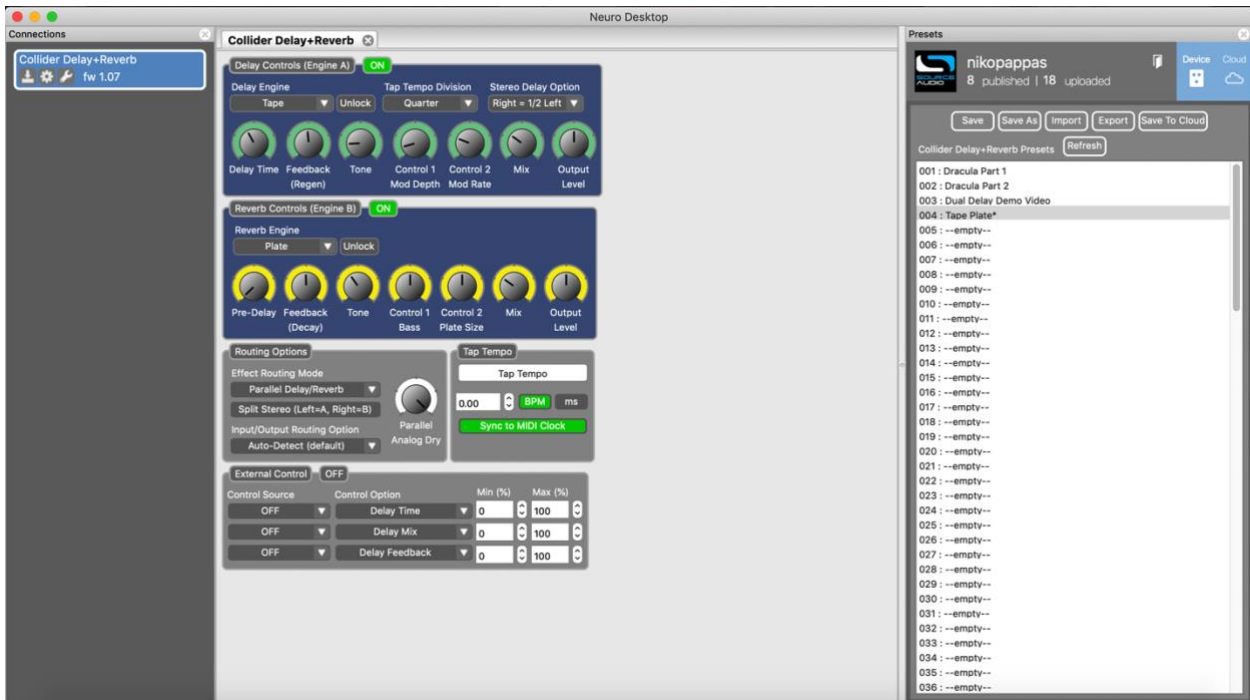 Neuro Desktop
Connections
Collider Delay+Reverb
fw 1.07
Collider Delay+Reverb
Delay Controls (Engine A) ON
Delay Engine Tap Tempo Division Stereo Delay Option
Tape Unlock Quarter Right = 1/2 Left
Delay Time Feedback Tone Control 1 Control 2 Mix Output
(Regen) Mod Depth Mod Rate Level
Reverb Controls (Engine B) ON
Reverb Engine
Plate Unlock
Pre-Delay Feedback Tone Control 1 Control 2 Mix Output
(Decay) Bass Plate Size Level
Routing Options
Effect Routing Mode
Parallel Delay/Reverb
Split Stereo (Left=A, Right=B)
Input/Output Routing Option
Auto-Detect (default)
Parallel
Analog Dry
Tap Tempo
Tap Tempo
0.00 BPM ms
Sync to MIDI Clock
External Control OFF
Control Source Control Option Min (%) Max (%)
OFF Delay Time 0 100
OFF Delay Mix 0 100
OFF Delay Feedback 0 100
Presets
SOURCE
AUDIO
nikopappas
8 published | 18 uploaded
Device Cloud
Save Save As Import Export Save To Cloud
Collider Delay+Reverb Presets Refresh
001 : Dracula Part 1
002 : Dracula Part 2
003 : Dual Delay Demo Video
004 : Tape Plate*
005 : --empty--
006 : --empty--
007 : --empty--
008 : --empty--
009 : --empty--
010 : --empty--
011 : --empty--
012 : --empty--
013 : --empty--
014 : --empty--
015 : --empty--
016 : --empty--
017 : --empty--
018 : --empty--
019 : --empty--
020 : --empty--
021 : --empty--
022 : --empty--
023 : --empty--
024 : --empty--
025 : --empty--
026 : --empty--
027 : --empty--
028 : --empty--
029 : --empty--
030 : --empty--
031 : --empty--
032 : --empty--
033 : --empty--
034 : --empty--
035 : --empty--
036 : --empty--